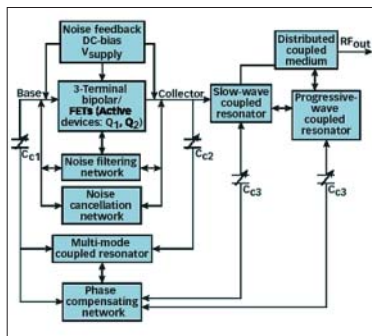 Noise feedback
DC-bias
Vsupply
Distributed
coupled
medium
RFout
Base
3-Terminal
bipolar/
FETs (Active
devices: Q1, Q2)
Collector
Slow-wave
coupled
resonator
Progressive-
wave
coupled
resonator
Cc1
Noise filtering
network
Cc2
Noise
cancellation
network
Cc3
Cc3
Multi-mode
coupled resonator
Phase
compensating
network